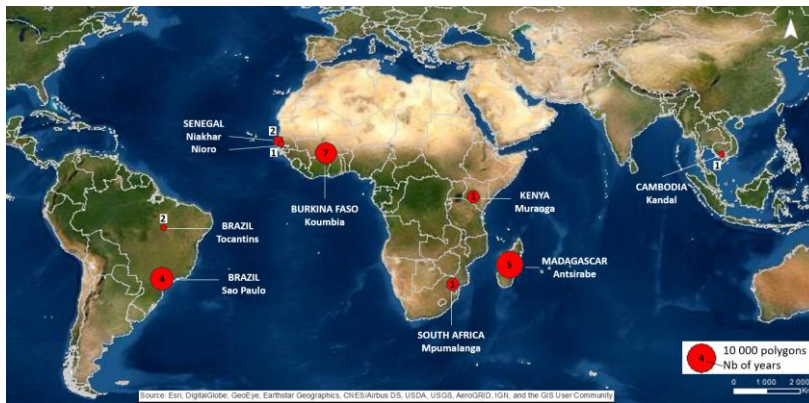 N
SENEGAL
Niakhar
Nioro
2
1
7
BURKINA FASO
Koumbia
1
KENYA
Muranga
1
CAMBODIA
Kandal
2
BRAZIL
Tocantins
4
BRAZIL
Sao Paulo
5
MADAGASCAR
Antsirabe
1
SOUTH AFRICA
Mpumalanga
4
10 000 polygons
Nb of years
0 1 000 2 000
Source: Esri, DigitalGlobe, GeoEye, Earthstar Geographics, CNES/Airbus DS, USDA, USGS, AeroGRID, IGN, and the GIS User Community